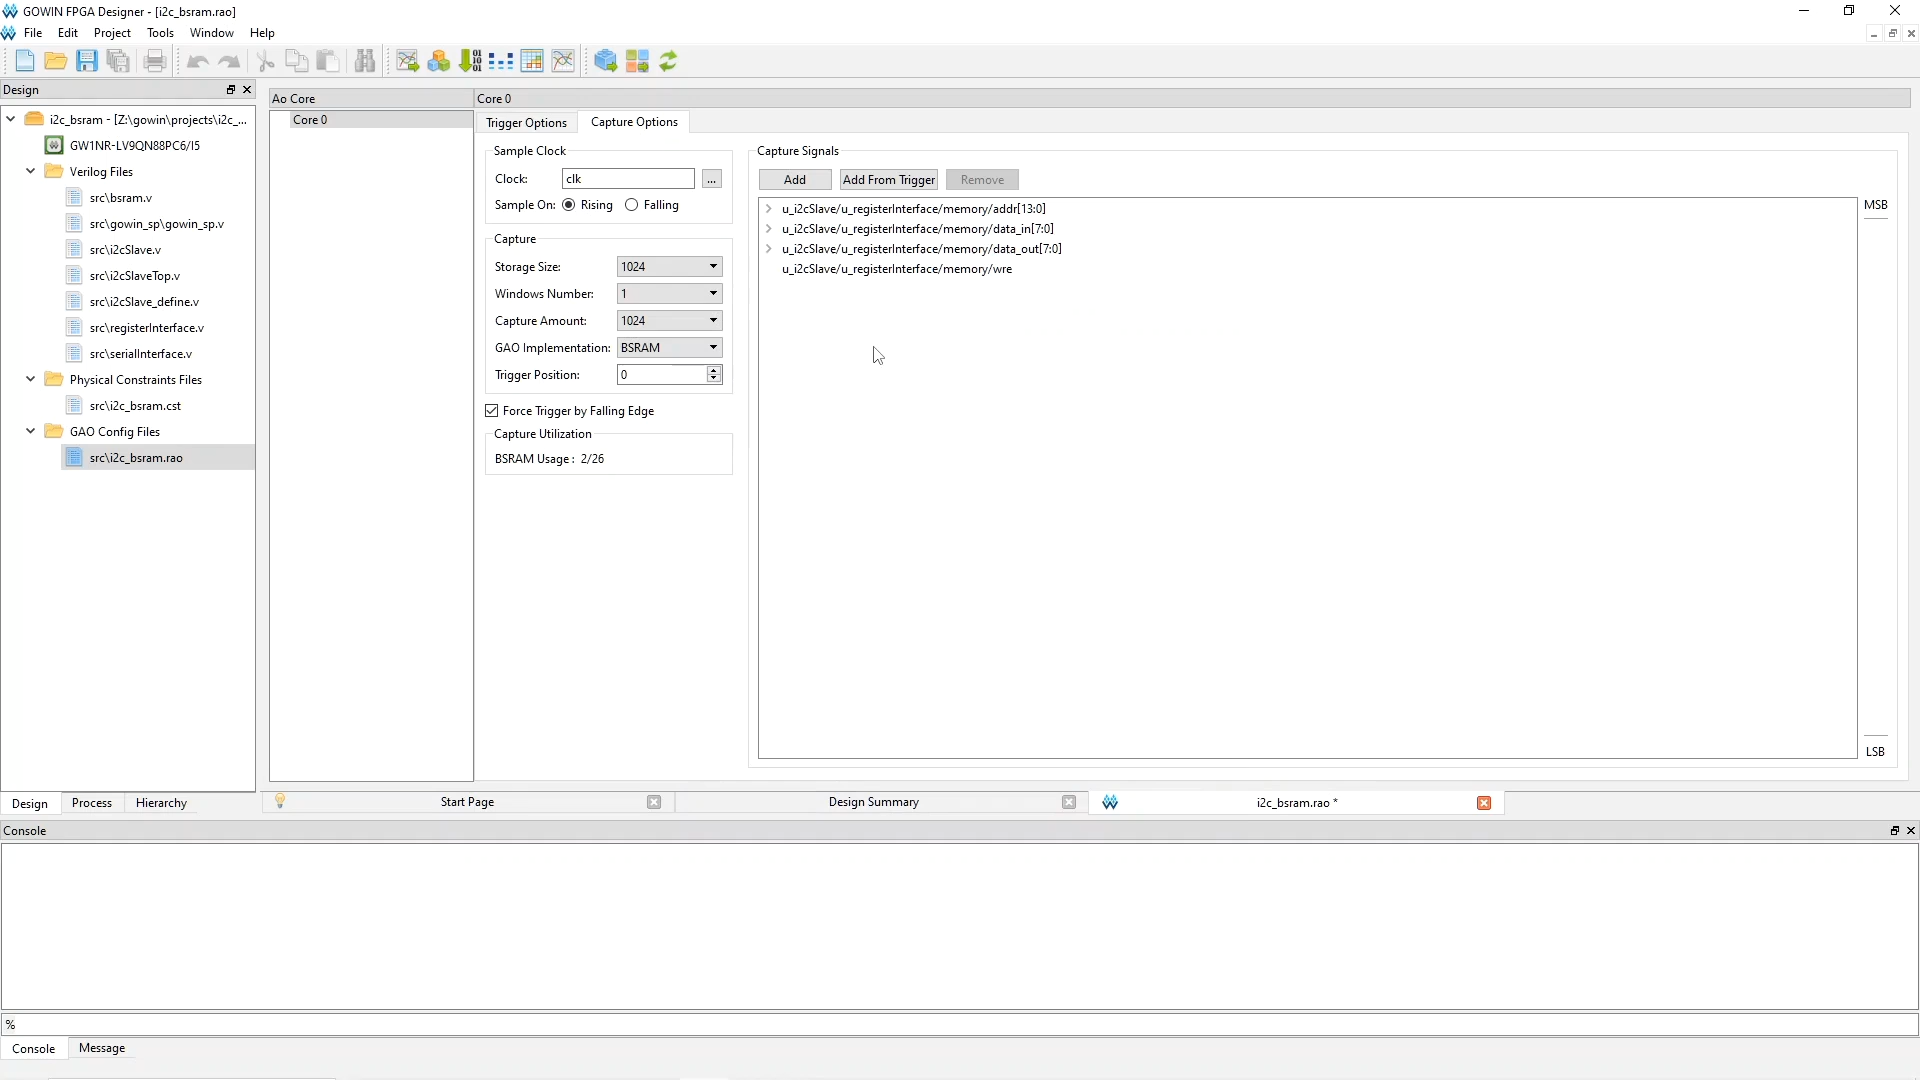 GOWIN FPGA Designer - [i2c_bsram.rao]
File Edit Project Tools Window Help
Design
i2c_bsram - [Z:\gowin\projects\i2c_...
GW1NR-LV9QN88PC6/I5
Verilog Files
src\bsram.v
src\gowin_sp\gowin_sp.v
src\i2cSlave.v
src\i2cSlaveTop.v
src\i2cSlave_define.v
src\registerInterface.v
src\serialInterface.v
Physical Constraints Files
src\i2c_bsram.cst
GAO Config Files
src\i2c_bsram.rao
Design Process Hierarchy
Ao Core
Core 0
Core 0
Trigger Options Capture Options
Sample Clock
Clock: clk ...
Sample On: Rising Falling
Capture
Storage Size: 1024
Windows Number: 1
Capture Amount: 1024
GAO Implementation: BSRAM
Trigger Position: 0
Force Trigger by Falling Edge
Capture Utilization
BSRAM Usage : 2/26
Capture Signals
Add Add From Trigger Remove
u_i2cSlave/u_registerInterface/memory/addr[13:0]
u_i2cSlave/u_registerInterface/memory/data_in[7:0]
u_i2cSlave/u_registerInterface/memory/data_out[7:0]
u_i2cSlave/u_registerInterface/memory/wre
MSB
LSB
Start Page Design Summary i2c_bsram.rao *
Console
%
Console Message